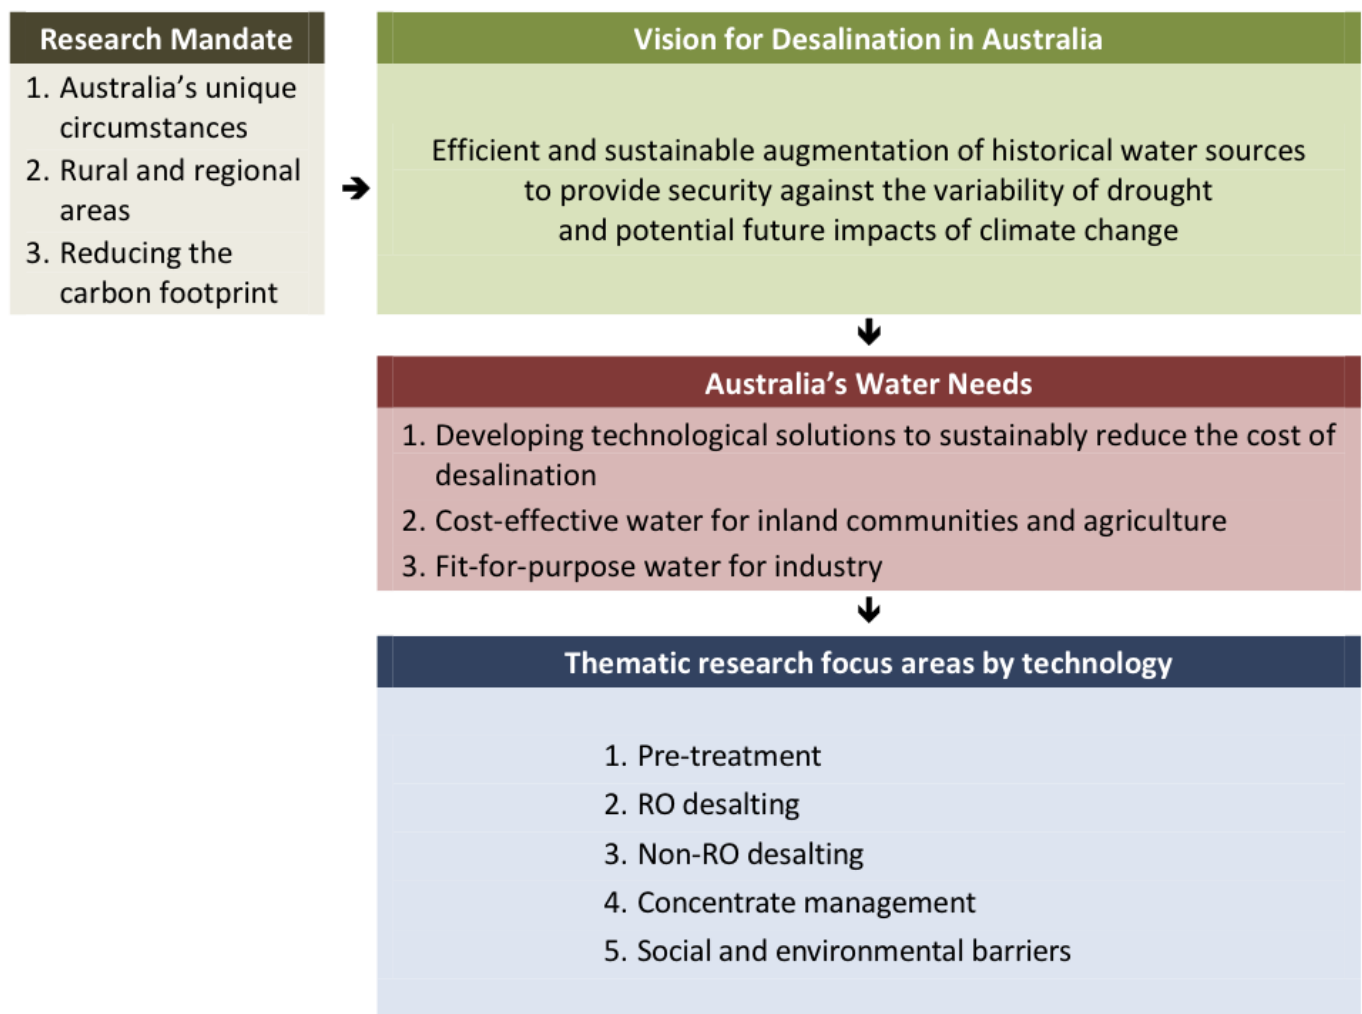 Research Mandate
1. Australia’s unique
circumstances
2. Rural and regional
areas
3. Reducing the
carbon footprint
Vision for Desalination in Australia
Efficient and sustainable augmentation of historical water sources
to provide security against the variability of drought
and potential future impacts of climate change
Australia’s Water Needs
1. Developing technological solutions to sustainably reduce the cost of
desalination
2. Cost-effective water for inland communities and agriculture
3. Fit-for-purpose water for industry
Thematic research focus areas by technology
1. Pre-treatment
2. RO desalting
3. Non-RO desalting
4. Concentrate management
5. Social and environmental barriers